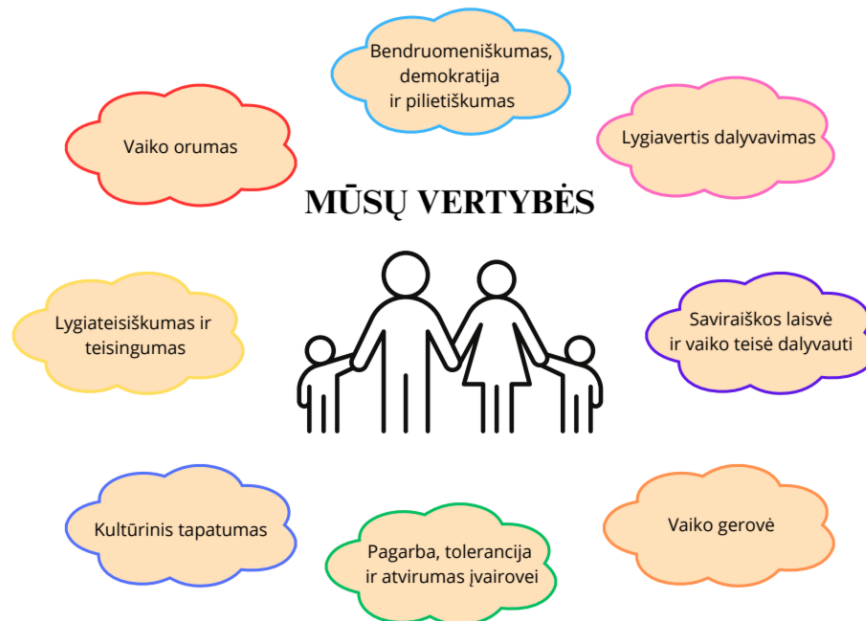 Bendruomeniškumas,
demokratija
ir pilietiškumas
Vaiko orumas
Lygiavertis dalyvavimas
MŪSŲ VERTYBĖS
Lygiateisiškumas ir
teisingumas
Saviraiškos laisvė
ir vaiko teisė dalyvauti
Kultūrinis tapatumas
Pagarba, tolerancija
ir atvirumas įvairovei
Vaiko gerovė